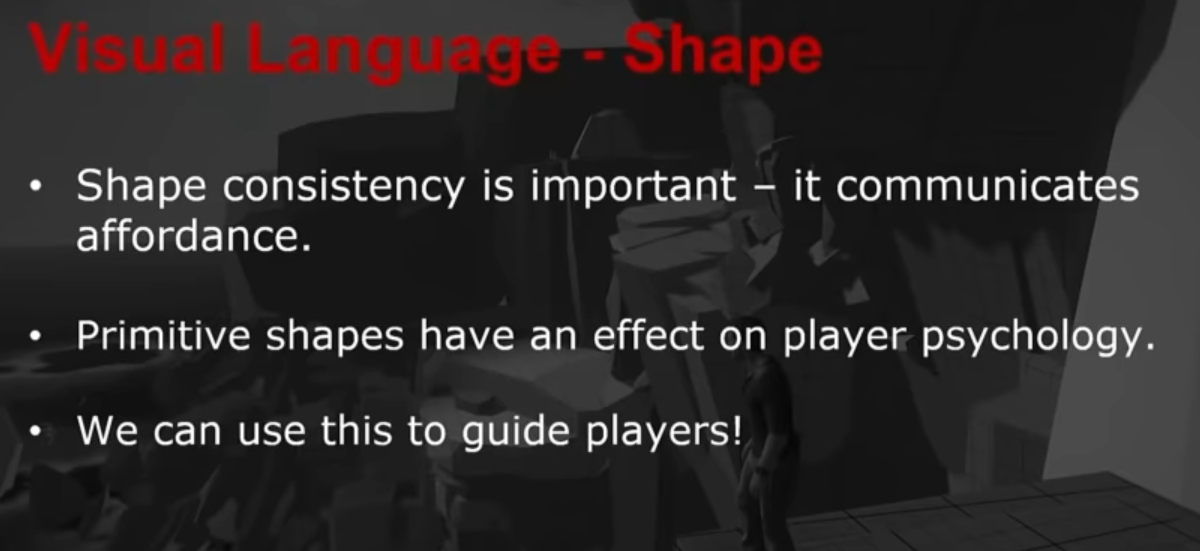 Visual Language - Shape
• Shape consistency is important – it communicates
affordance.
• Primitive shapes have an effect on player psychology.
• We can use this to guide players!